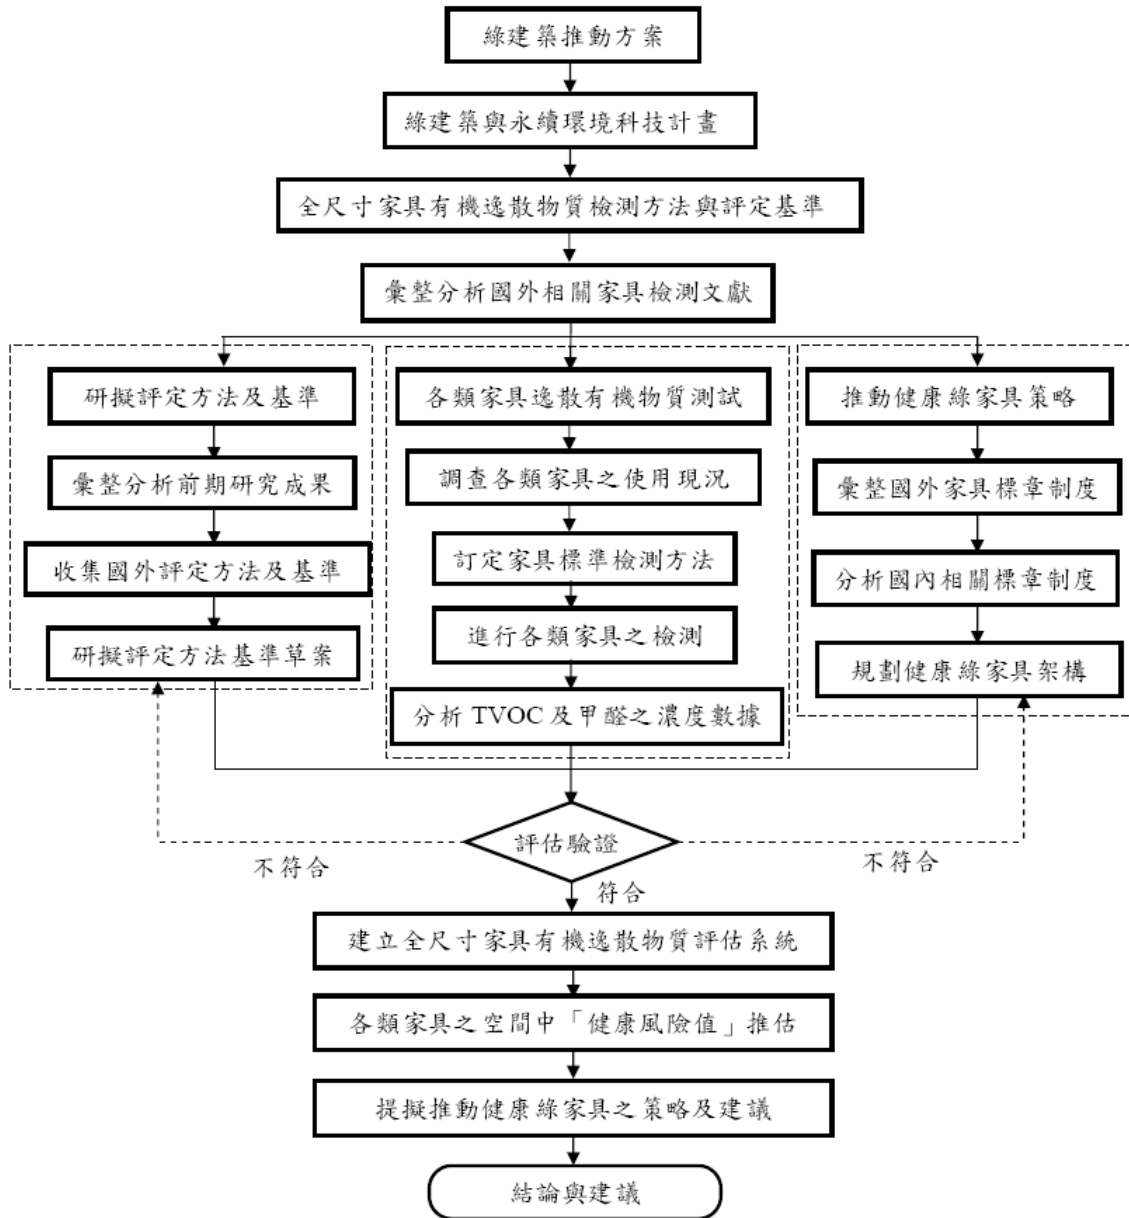 綠建築推動方案
綠建築與永續環境科技計畫
全尺寸家具有機逸散物質檢測方法與評定基準
彙整分析國外相關家具檢測文獻
研擬評定方法及基準
彙整分析前期研究成果
收集國外評定方法及基準
研擬評定方法基準草案
各類家具逸散有機物質測試
調查各類家具之使用現況
訂定家具標準檢測方法
進行各類家具之檢測
分析 TVOC 及甲醛之濃度數據
推動健康綠家具策略
彙整國外家具標章制度
分析國內相關標章制度
規劃健康綠家具架構
評估驗證
不符合
不符合
符合
建立全尺寸家具有機逸散物質評估系統
各類家具之空間中「健康風險值」推估
提擬推動健康綠家具之策略及建議
結論與建議